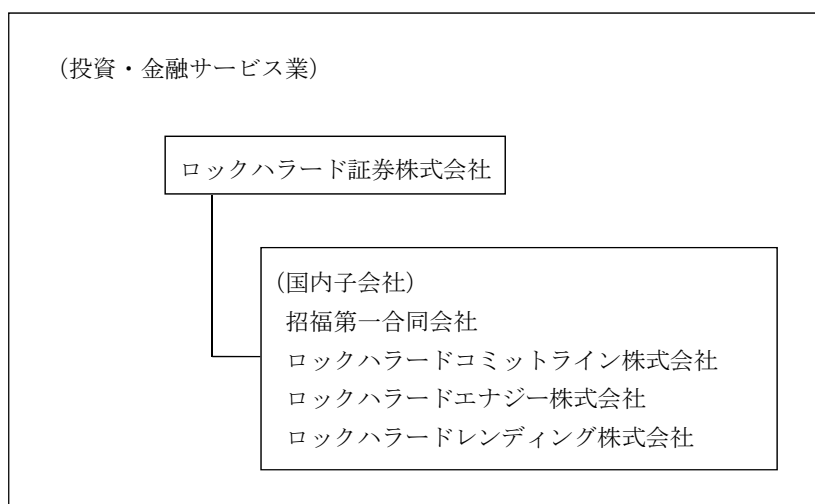 (投資・金融サービス業)
ロックハラード証券株式会社
(国内子会社)
招福第一合同会社
ロックハラードコミットライン株式会社
ロックハラードエナジー株式会社
ロックハラードレンディング株式会社